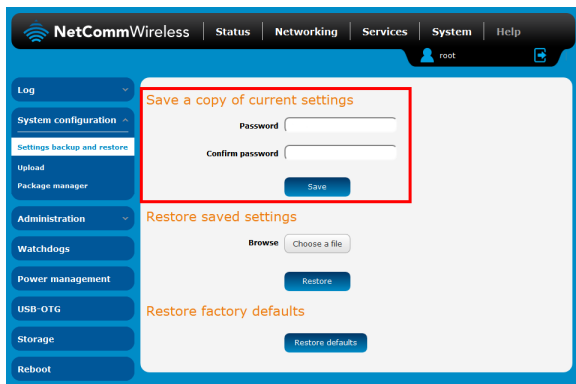 NetCommWireless
Status Networking Services System Help
root
Log
System configuration
Settings backup and restore
Upload
Package manager
Administration
Watchdogs
Power management
USB-OTG
Storage
Reboot
Save a copy of current settings
Password
Confirm password
Save
Restore saved settings
Browse Choose a file
Restore
Restore factory defaults
Restore defaults